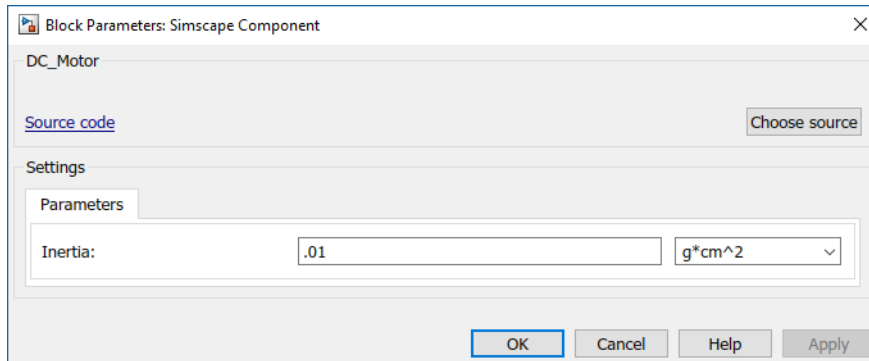 Block Parameters: Simscape Component
DC_Motor
Source code
Choose source
Settings
Parameters
Inertia:
.01
g*cm^2
OK
Cancel
Help
Apply